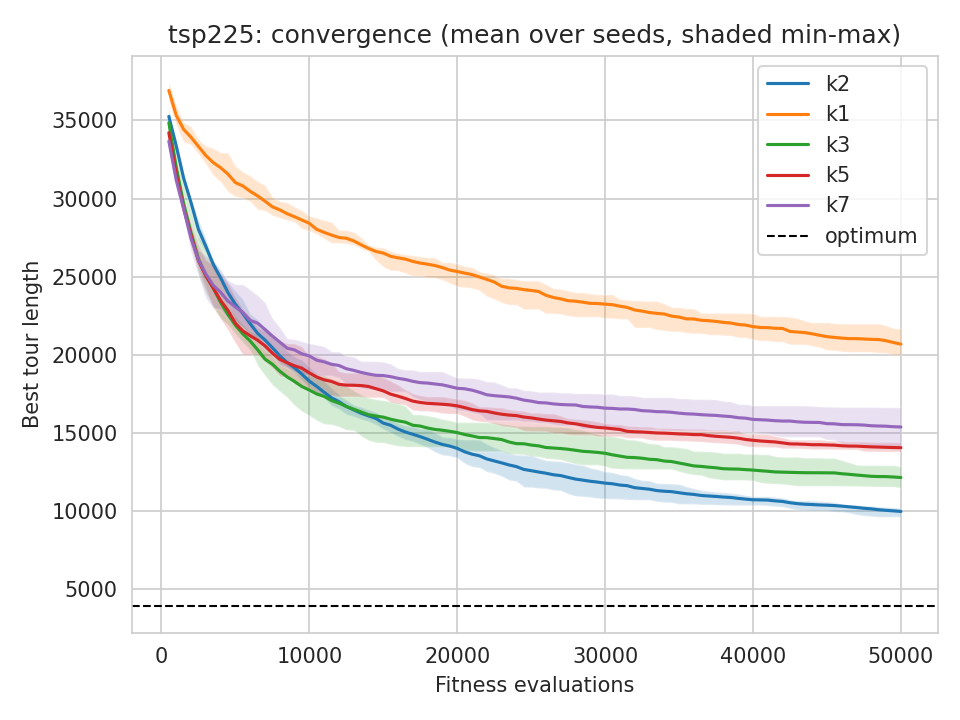 tsp225: convergence (mean over seeds, shaded min-max)
k2
k1
k3
k5
k7
optimum
Best tour length
35000
30000
25000
20000
15000
10000
5000
0
10000
20000
30000
40000
50000
Fitness evaluations